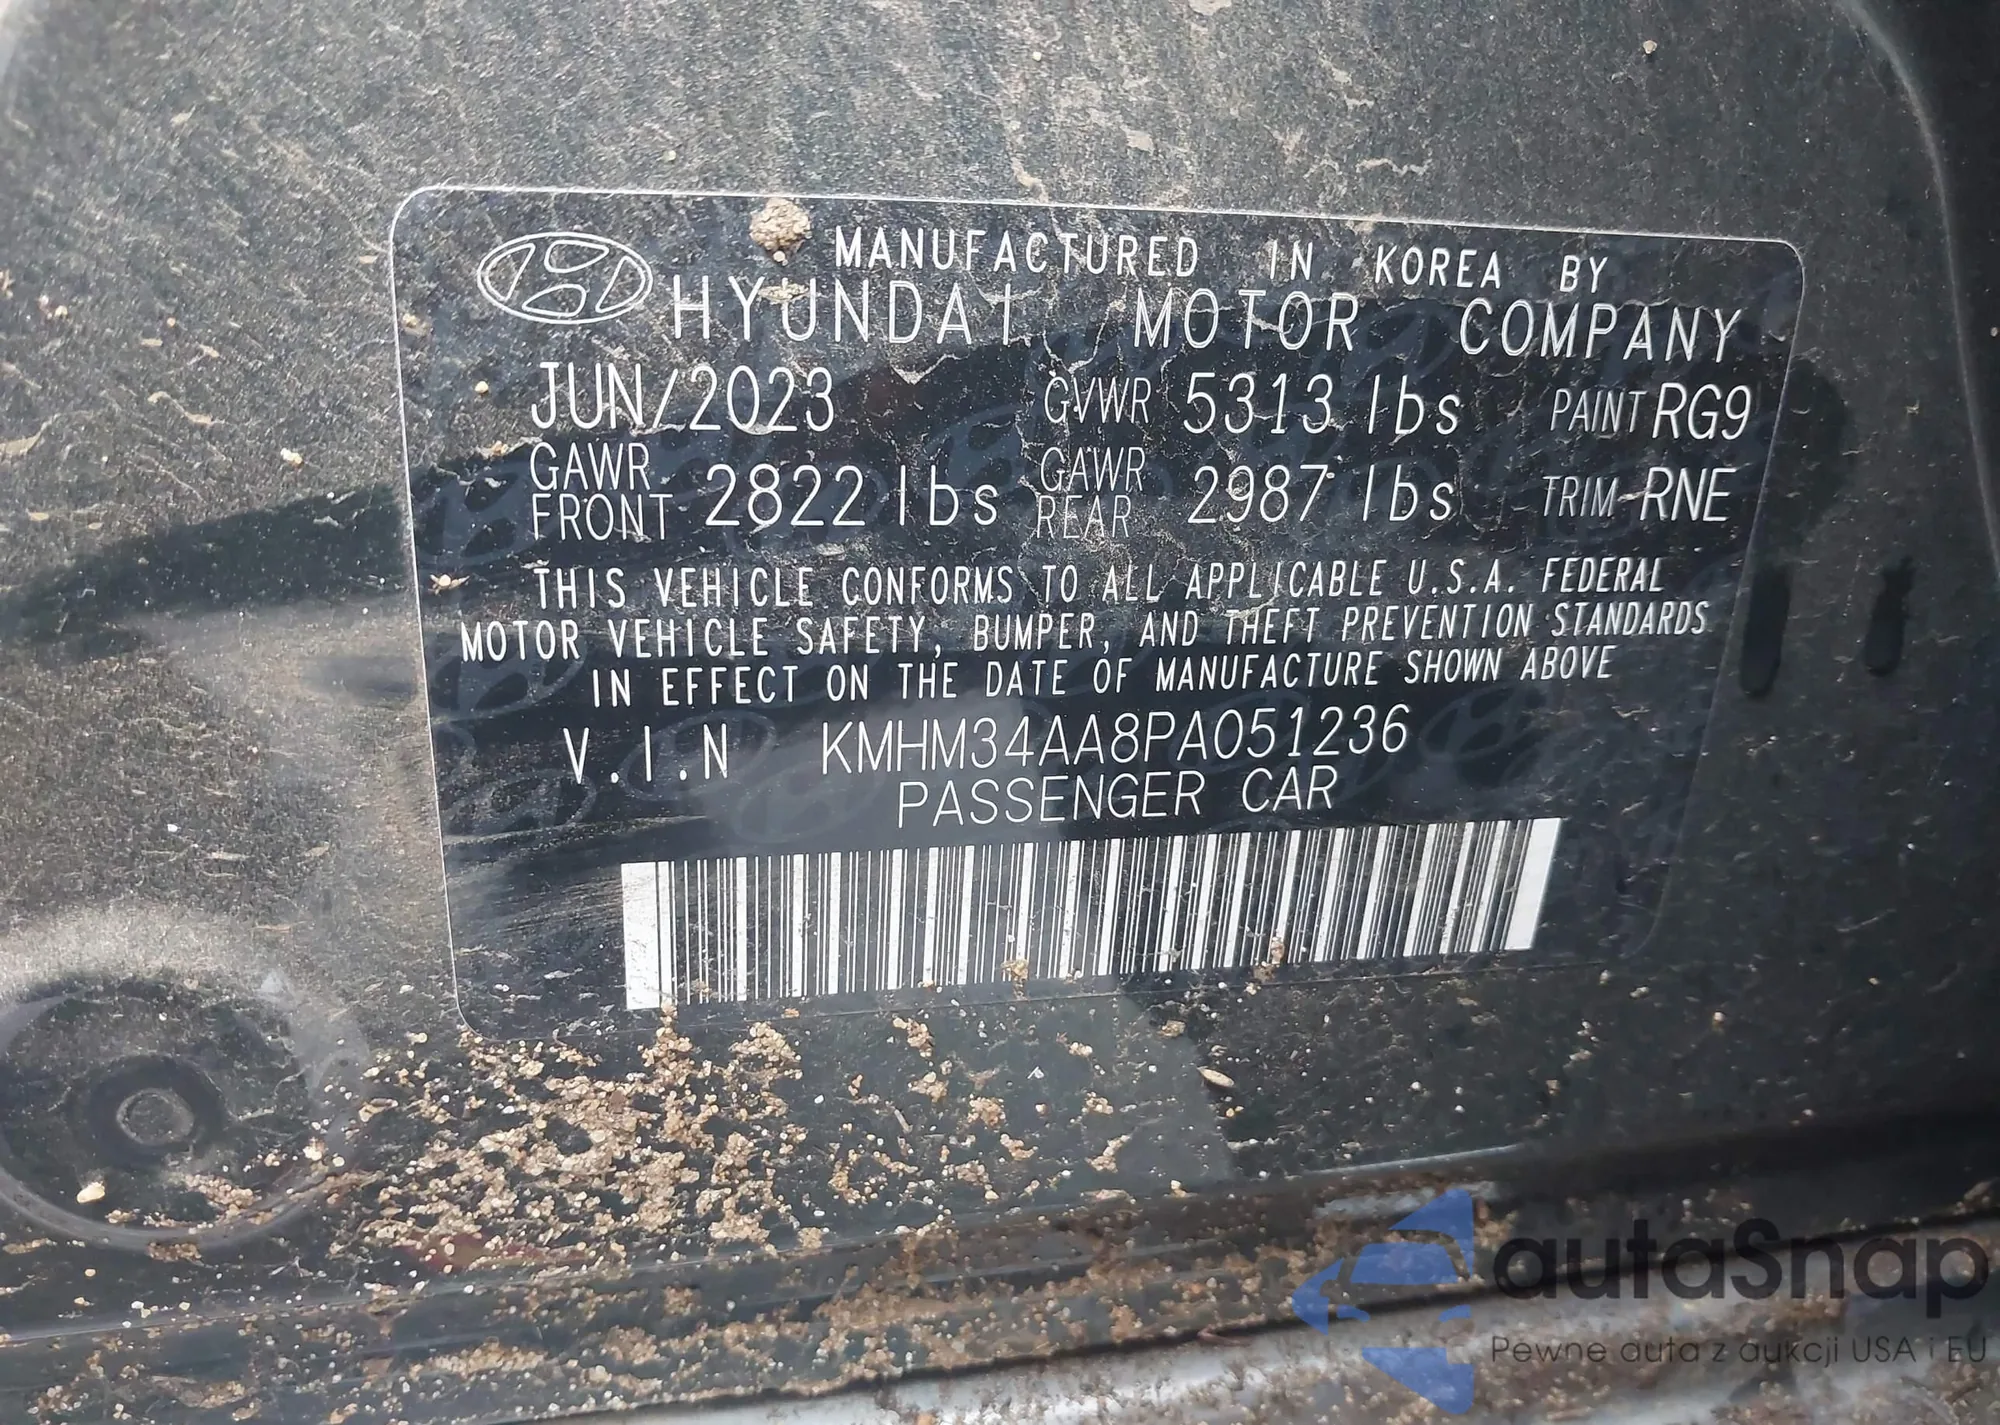 MANUFACTURED IN KOREA BY
HYUNDAI MOTOR COMPANY
JUN/2023 GVWR 5313 lbs PAINT RG9
GAWR FRONT 2822 lbs GAWR REAR 2987 lbs TRIM RNE
THIS VEHICLE CONFORMS TO ALL APPLICABLE U.S.A. FEDERAL
MOTOR VEHICLE SAFETY, BUMPER, AND THEFT PREVENTION STANDARDS
IN EFFECT ON THE DATE OF MANUFACTURE SHOWN ABOVE
V.I.N KMHM34AA8PA051236
PASSENGER CAR
autaSnap
Pewne auta z aukcji USA i EU